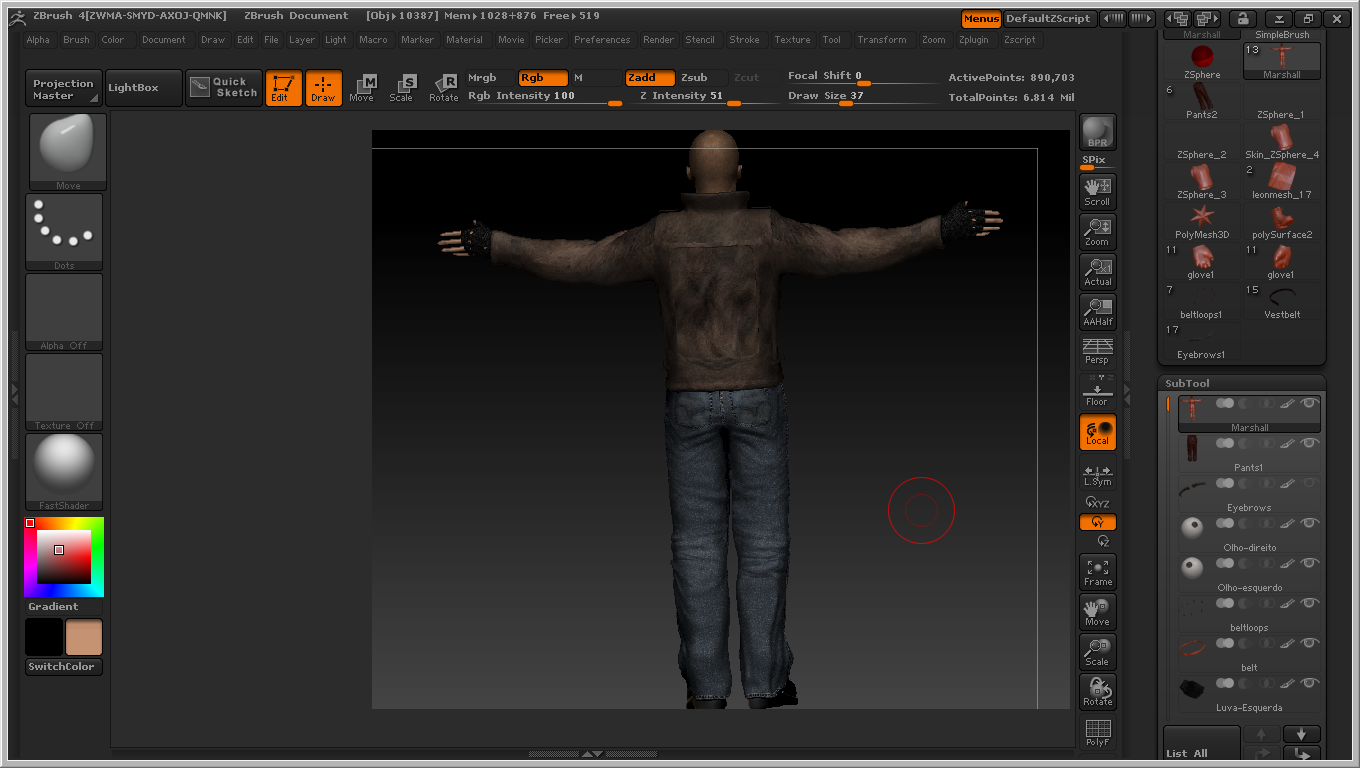 ZBrush 4[ZWMA-SMYD-AXOJ-QMNK] ZBrush Document [Obj▸10387] Mem▸1028+876 Free▸519 Menus DefaultZScript
Alpha Brush Color Document Draw Edit File Layer Light Macro Marker Material Movie Picker Preferences Render Stencil Stroke Texture Tool Transform Zoom Zplugin Zscript
Projection Master
LightBox
Quick Sketch
Edit
Draw
Move
Scale
Rotate
Mrgb Rgb M Zadd Zsub Zcut
Rgb Intensity 100 Z Intensity 51
Focal Shift 0
Draw Size 37
ActivePoints: 890,703
TotalPoints: 6.814 Mil
Move
Dots
Alpha Off
Texture Off
FastShader
Gradient
SwitchColor
BPR
SPix
Scroll
Zoom
Actual
AAHalf
Persp
Floor
Local
L.Sym
XYZ
Y
Z
Frame
Move
Scale
Rotate
PolyF
Marshall SimpleBrush
ZSphere 13 Marshall
6 Pants2 ZSphere_1
ZSphere_2 Skin_ZSphere_4
ZSphere_3 2 leonmesh_17
PolyMesh3D polySurface2
11 glove1 11 glove1
7 beltloops1 15 Vestbelt
17 Eyebrows1
SubTool
Marshall
Pants1
Eyebrows
Olho-direito
Olho-esquerdo
beltloops
belt
Luva-Esquerda
List All